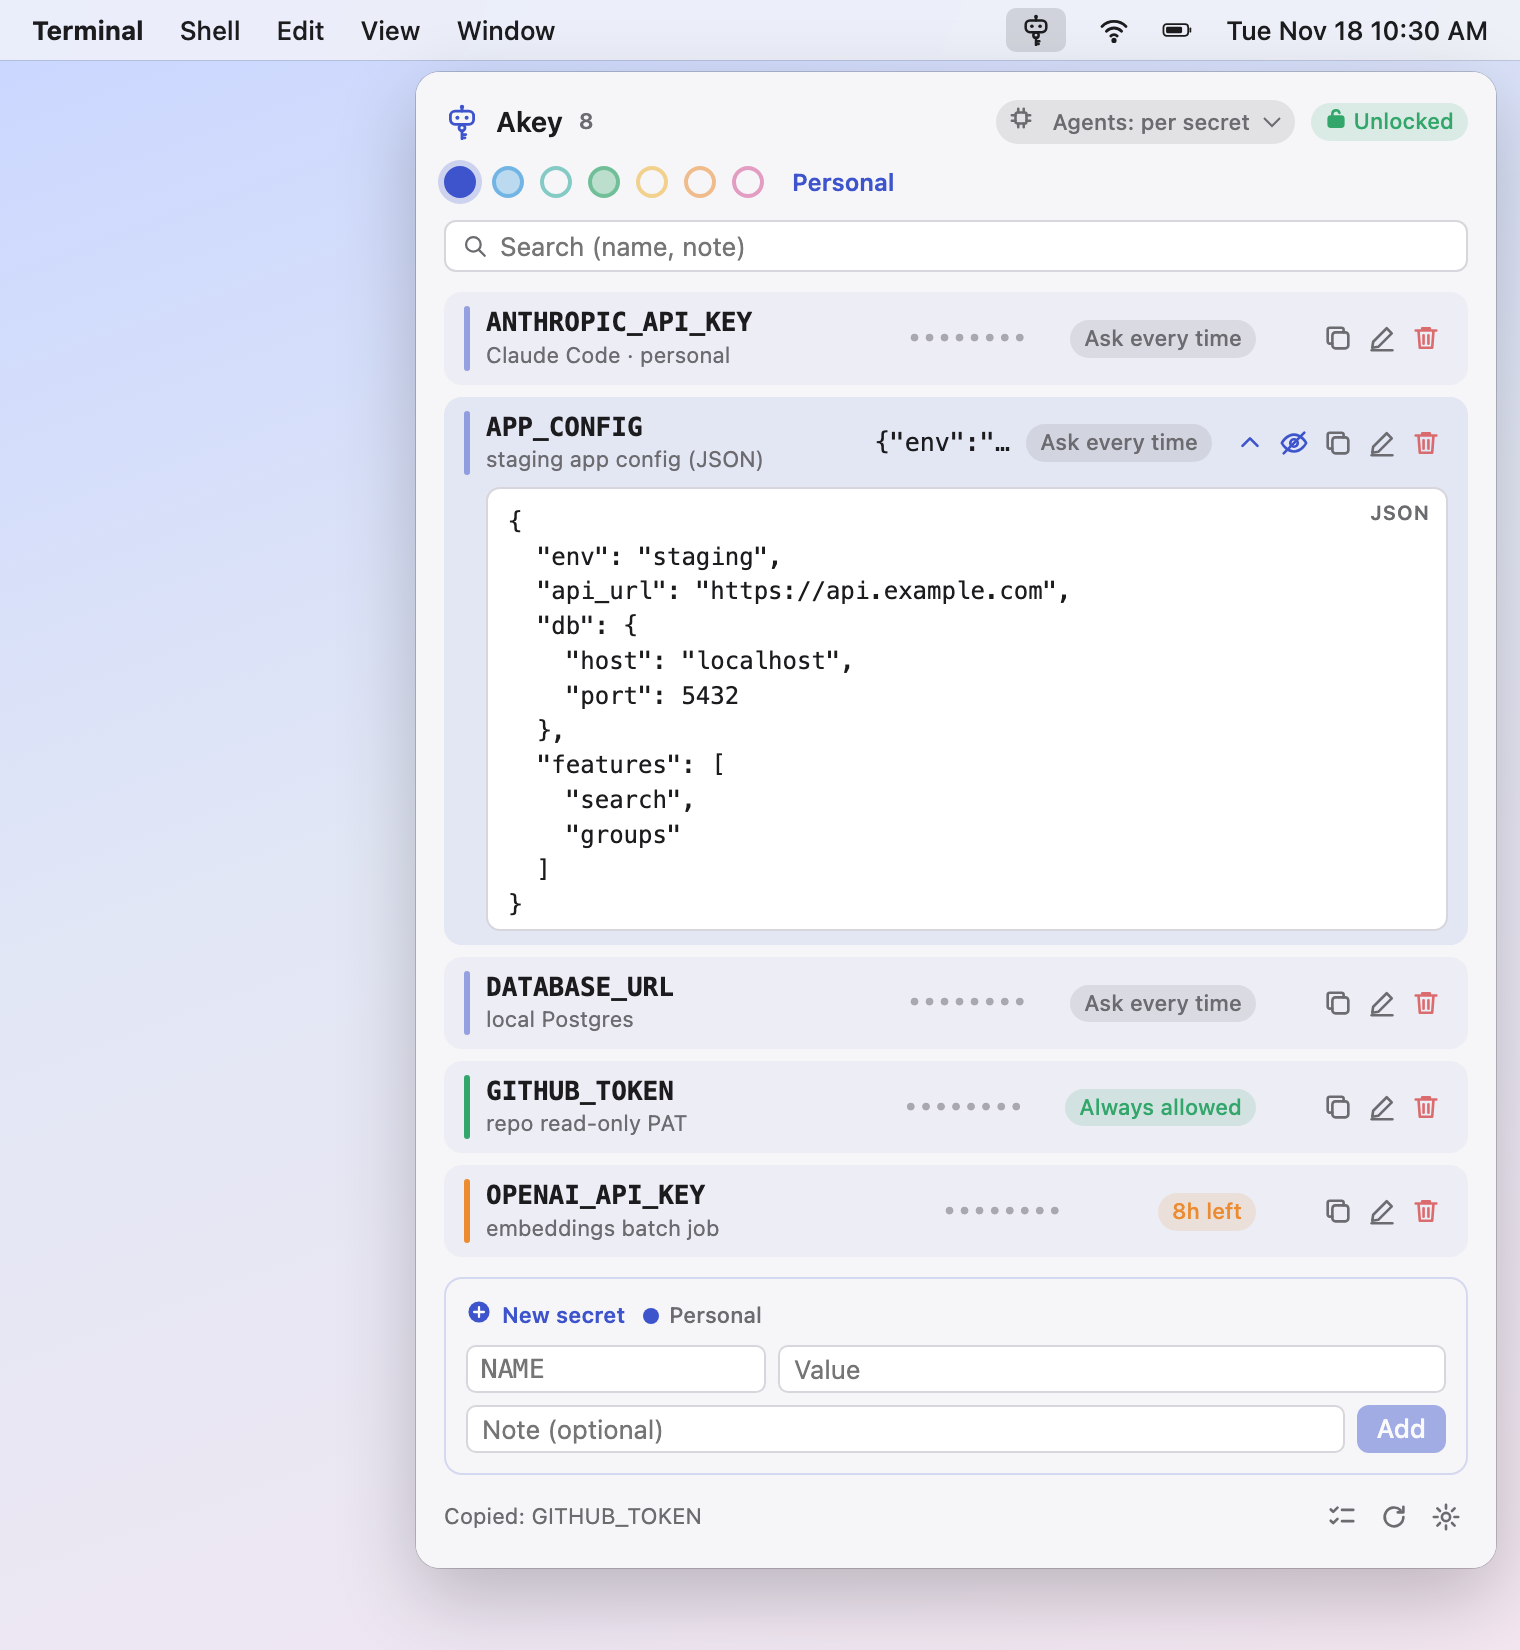 Terminal Shell Edit View Window Tue Nov 18 10:30 AM
Akey 8 Agents: per secret Unlocked
Personal
Search (name, note)
ANTHROPIC_API_KEY
Claude Code · personal
•••••••• Ask every time
APP_CONFIG
staging app config (JSON)
{"env":"… Ask every time
JSON
{
  "env": "staging",
  "api_url": "https://api.example.com",
  "db": {
    "host": "localhost",
    "port": 5432
  },
  "features": [
    "search",
    "groups"
  ]
}
DATABASE_URL
local Postgres
•••••••• Ask every time
GITHUB_TOKEN
repo read-only PAT
•••••••• Always allowed
OPENAI_API_KEY
embeddings batch job
•••••••• 8h left
New secret Personal
NAME Value
Note (optional) Add
Copied: GITHUB_TOKEN